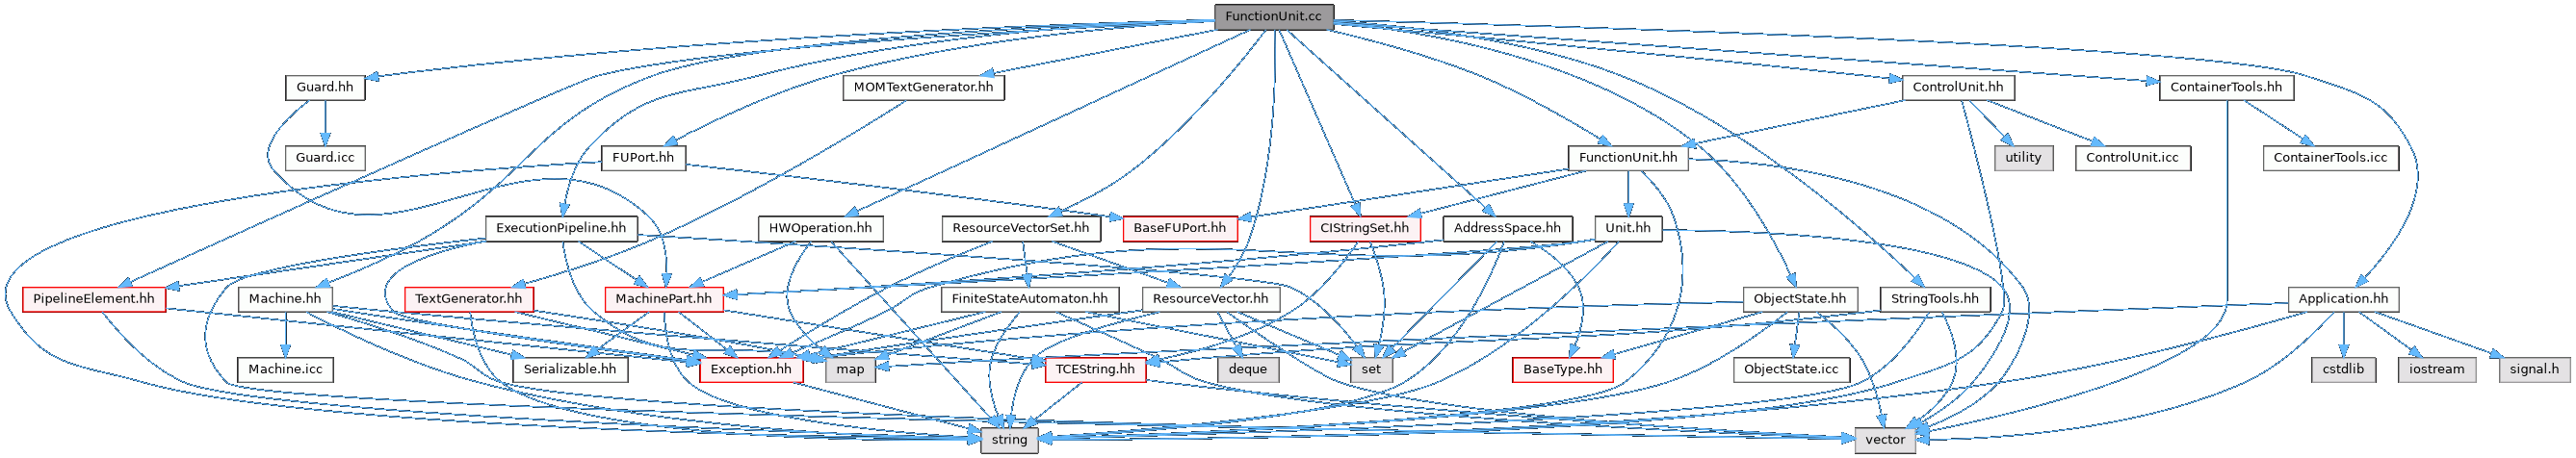 FunctionUnit.cc
Guard.hh
MOMTextGenerator.hh
ControlUnit.hh
ContainerTools.hh
Guard.icc
FUPort.hh
FunctionUnit.hh
utility
ControlUnit.icc
ContainerTools.icc
ExecutionPipeline.hh
HWOperation.hh
ResourceVectorSet.hh
BaseFUPort.hh
CIStringSet.hh
AddressSpace.hh
Unit.hh
PipelineElement.hh
Machine.hh
TextGenerator.hh
MachinePart.hh
FiniteStateAutomaton.hh
ResourceVector.hh
ObjectState.hh
StringTools.hh
Application.hh
Machine.icc
Serializable.hh
Exception.hh
map
TCEString.hh
deque
set
BaseType.hh
ObjectState.icc
cstdlib
iostream
signal.h
string
vector